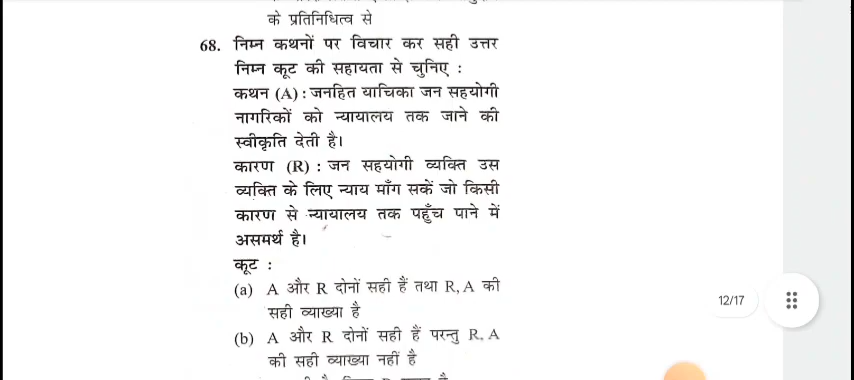 के प्रतिनिधित्व से
68. निम्न कथनों पर विचार कर सही उत्तर
निम्न कूट की सहायता से चुनिए :
कथन (A) : जनहित याचिका जन सहयोगी
नागरिकों को न्यायालय तक जाने की
स्वीकृति देती है।
कारण (R) : जन सहयोगी व्यक्ति उस
व्यक्ति के लिए न्याय माँग सकें जो किसी
कारण से न्यायालय तक पहुँच पाने में
असमर्थ है।
कूट :
(a) A और R दोनों सही हैं तथा R, A की
सही व्याख्या है
12/17
(b) A और R दोनों सही हैं परन्तु R, A
की सही व्याख्या नहीं है